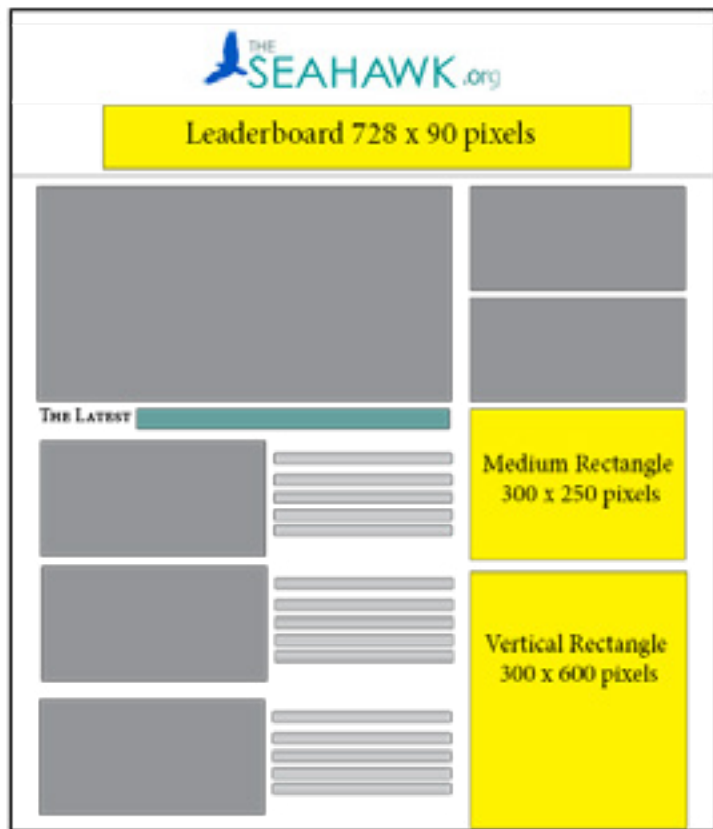 THE
SEAHAWK.org
Leaderboard 728 x 90 pixels
The Latest
Medium Rectangle
300 x 250 pixels
Vertical Rectangle
300 x 600 pixels